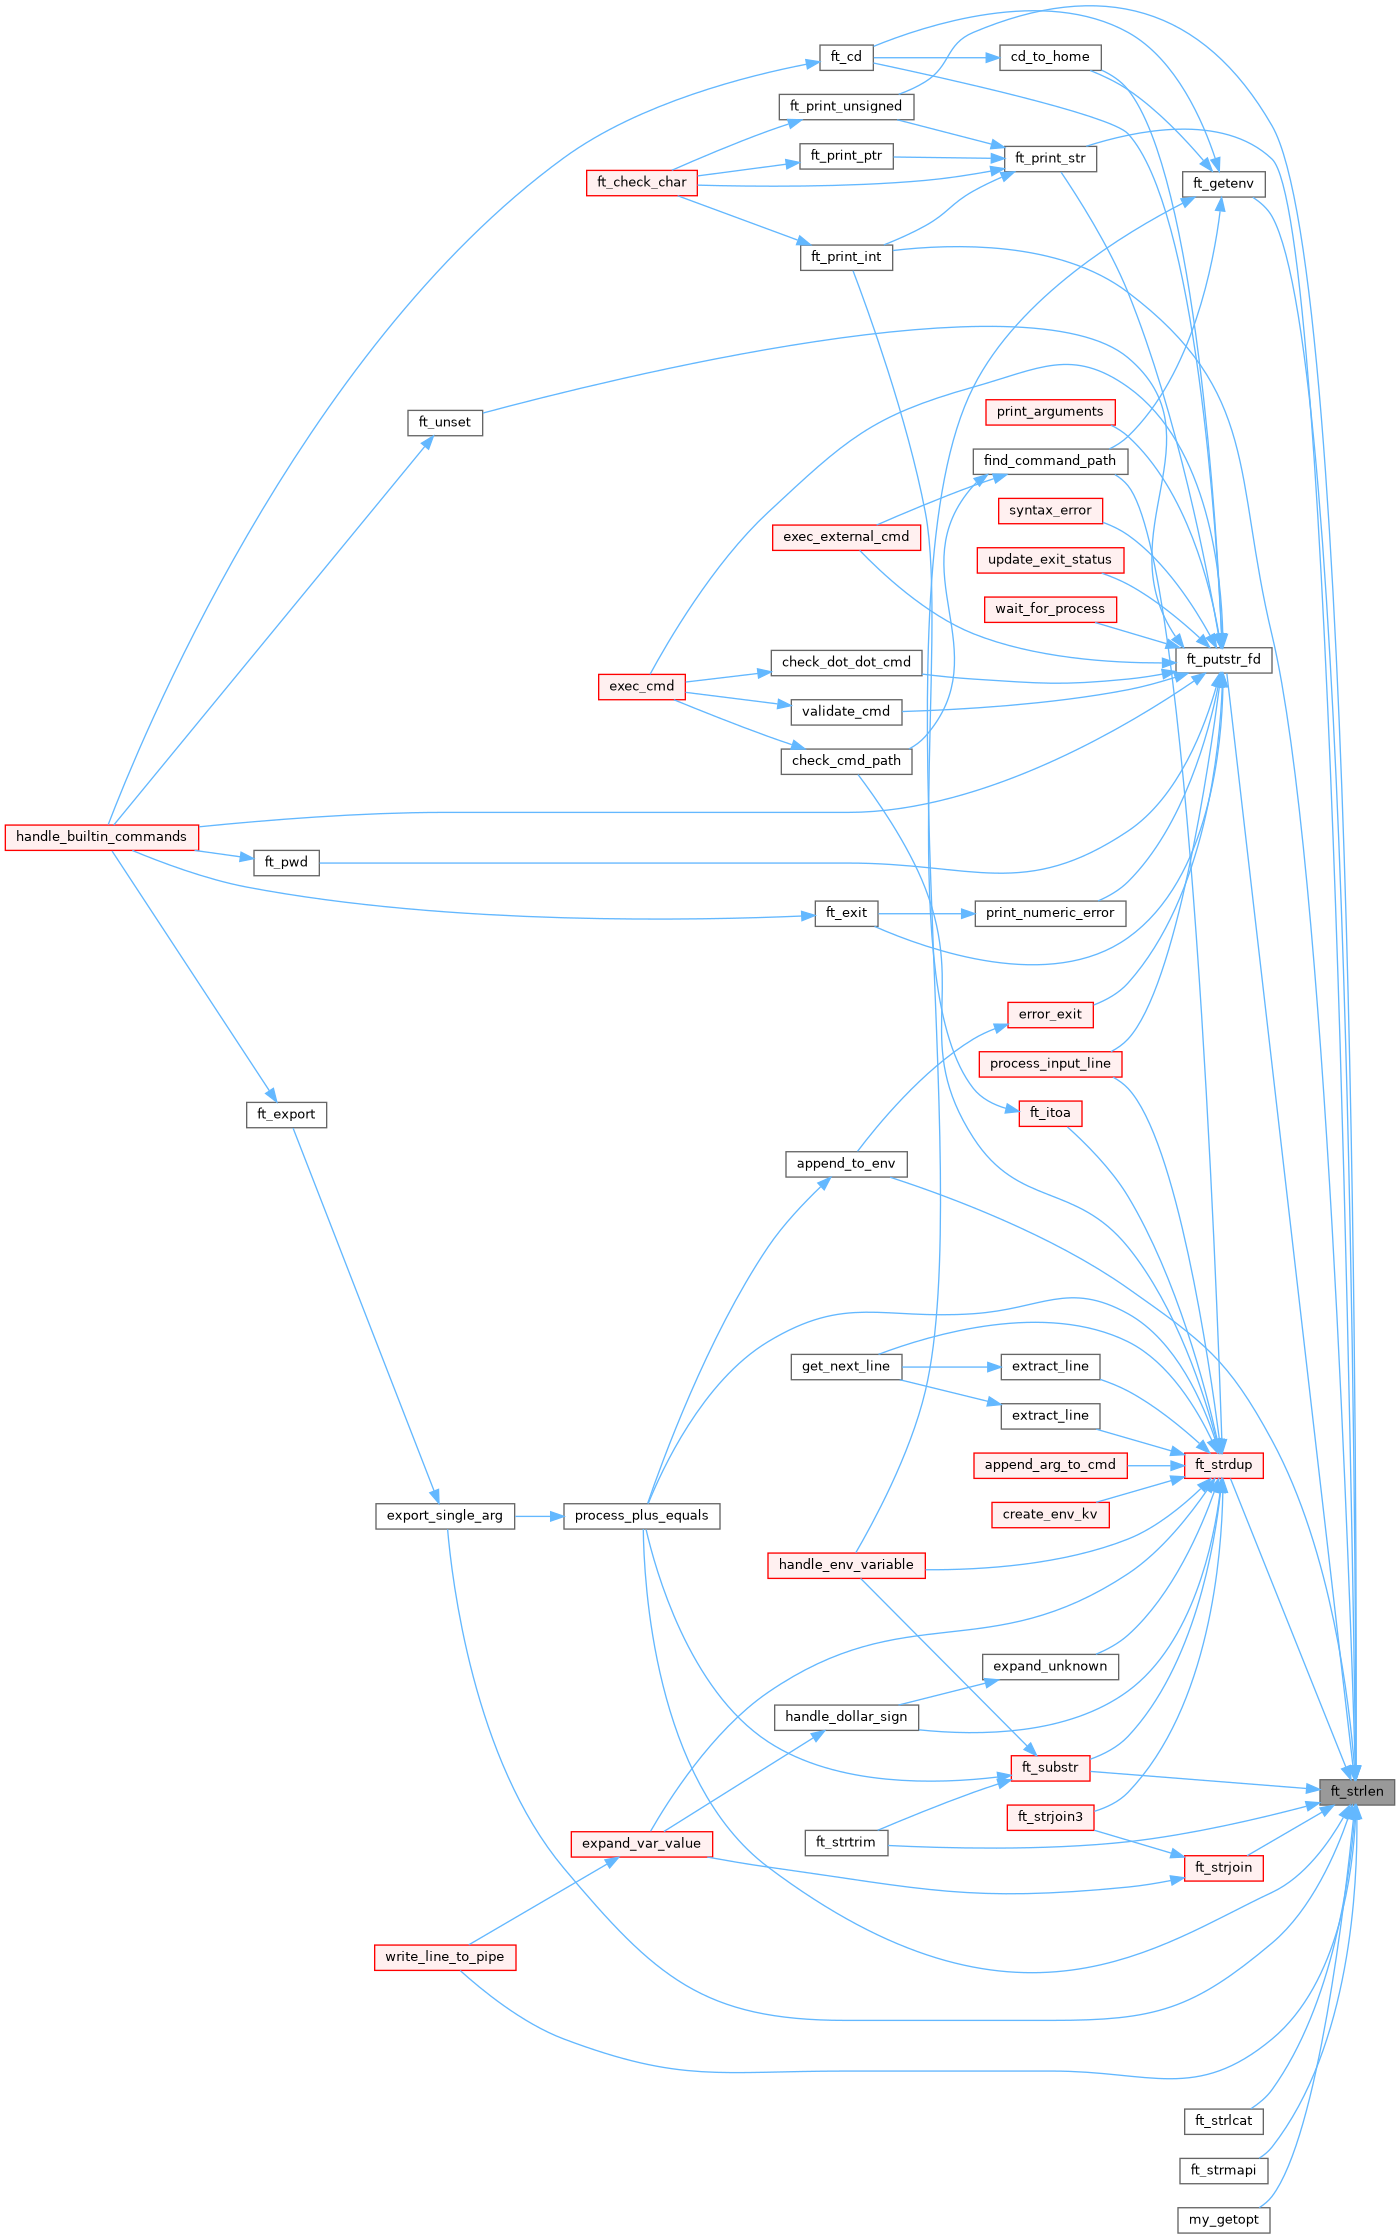 ft_cd
cd_to_home
ft_print_unsigned
ft_print_ptr
ft_print_str
ft_check_char
ft_getenv
ft_print_int
print_arguments
ft_unset
find_command_path
syntax_error
exec_external_cmd
update_exit_status
wait_for_process
check_dot_dot_cmd
ft_putstr_fd
exec_cmd
validate_cmd
check_cmd_path
handle_builtin_commands
ft_pwd
ft_exit
print_numeric_error
error_exit
process_input_line
ft_export
ft_itoa
append_to_env
get_next_line
extract_line
extract_line
append_arg_to_cmd
ft_strdup
create_env_kv
export_single_arg
process_plus_equals
handle_env_variable
expand_unknown
handle_dollar_sign
ft_substr
ft_strlen
ft_strjoin3
expand_var_value
ft_strtrim
ft_strjoin
write_line_to_pipe
ft_strlcat
ft_strmapi
my_getopt